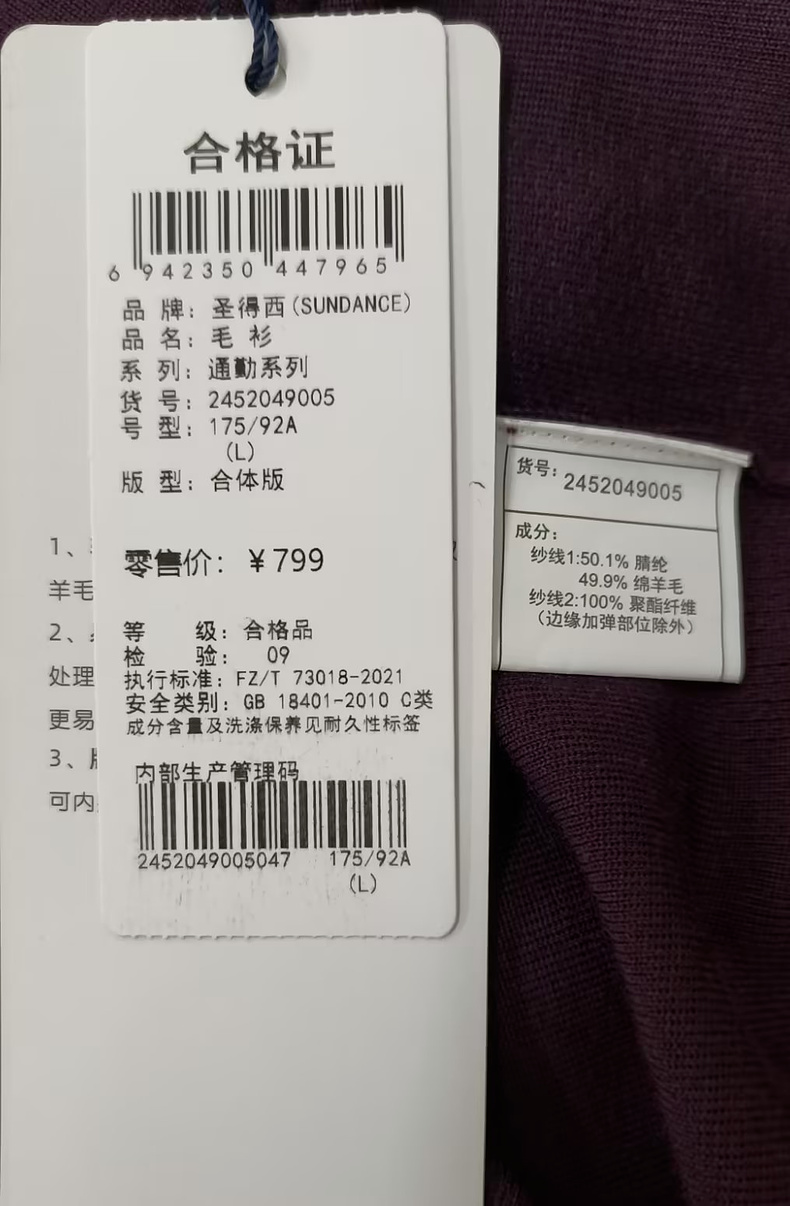 合格证
6 942350 447965
品 牌：圣得西(SUNDANCE)
品 名：毛 衫
系 列：通勤系列
货 号：2452049005
号 型：175/92A
(L)
版 型：合体版
零售价：￥799
等 级：合格品
检 验： 09
执行标准：FZ/T 73018-2021
安全类别：GB 18401-2010 C类
成分含量及洗涤保养见耐久性标签
内部生产管理码
2452049005047 175/92A
(L)
1、
羊毛
2、
处理
更易
3、
可内
货号：2452049005
成分：
纱线1:50.1% 腈纶
49.9% 绵羊毛
纱线2:100% 聚酯纤维
（边缘加弹部位除外）